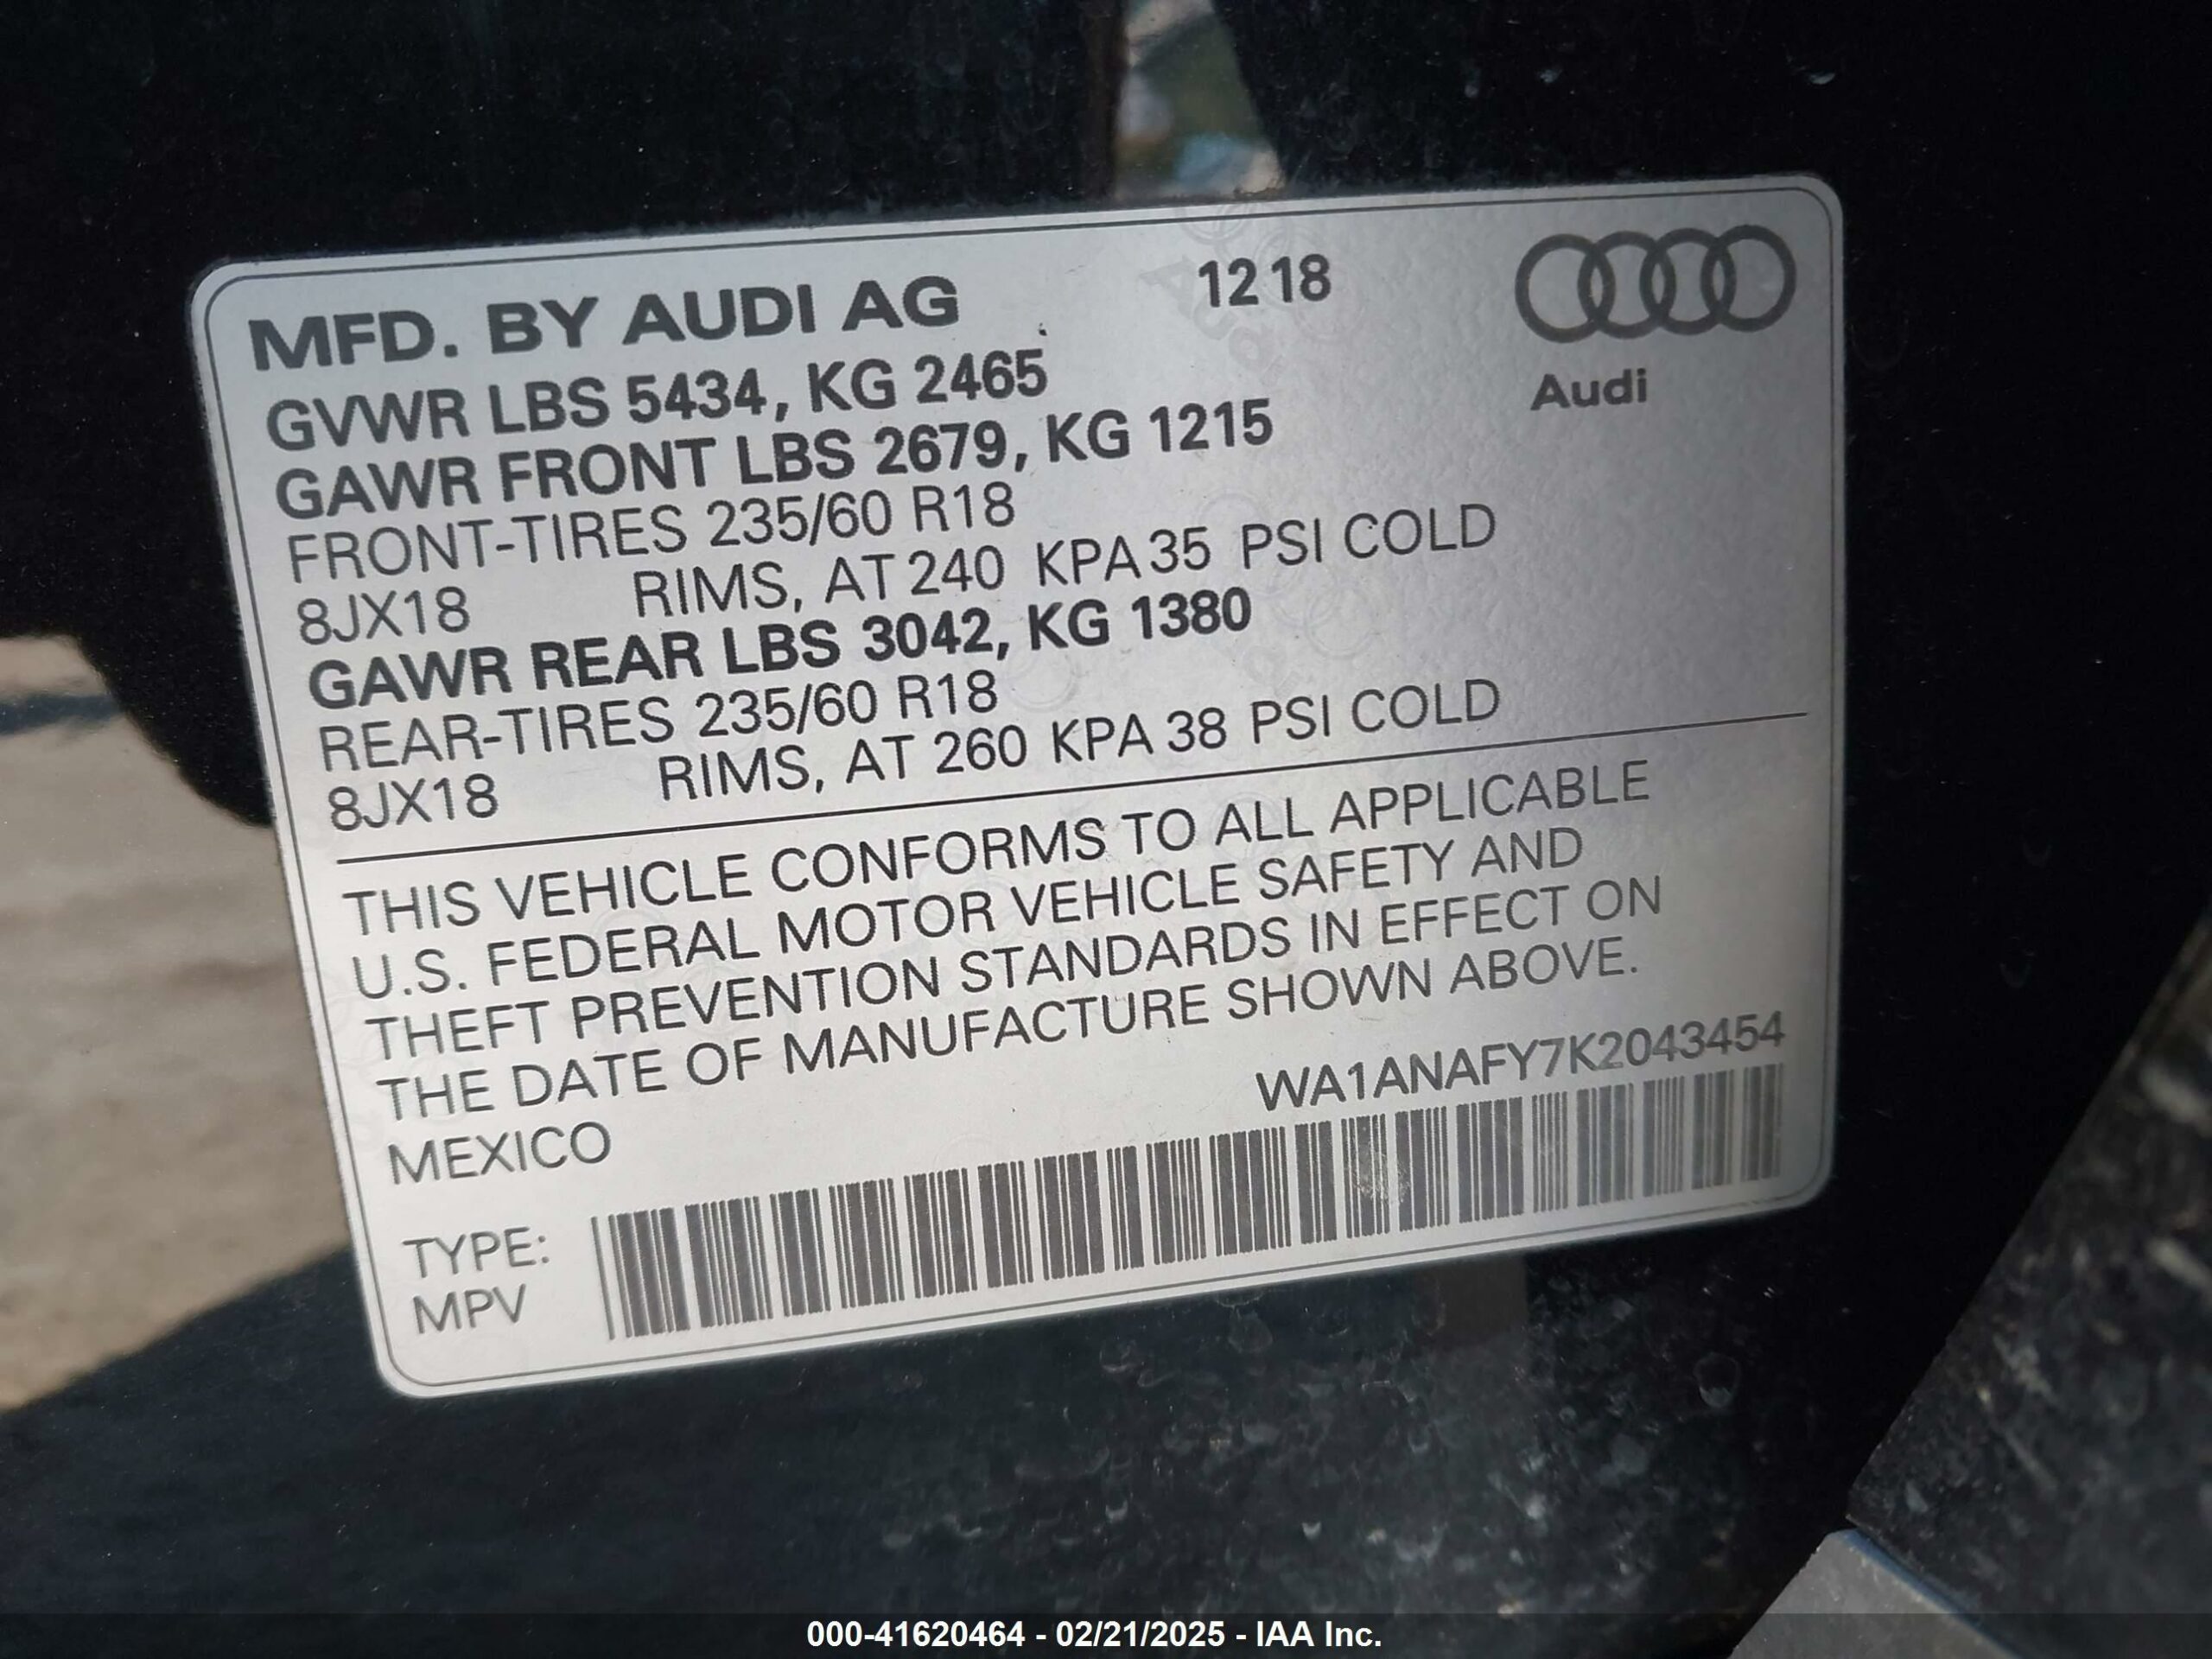 MFD. BY AUDI AG 12 18
Audi
GVWR LBS 5434, KG 2465
GAWR FRONT LBS 2679, KG 1215
FRONT-TIRES 235/60 R18
8JX18 RIMS, AT 240 KPA 35 PSI COLD
GAWR REAR LBS 3042, KG 1380
REAR-TIRES 235/60 R18
8JX18 RIMS, AT 260 KPA 38 PSI COLD
THIS VEHICLE CONFORMS TO ALL APPLICABLE
U.S. FEDERAL MOTOR VEHICLE SAFETY AND
THEFT PREVENTION STANDARDS IN EFFECT ON
THE DATE OF MANUFACTURE SHOWN ABOVE.
MEXICO WA1ANAFY7K2043454
TYPE:
MPV
000-41620464 - 02/21/2025 - IAA Inc.